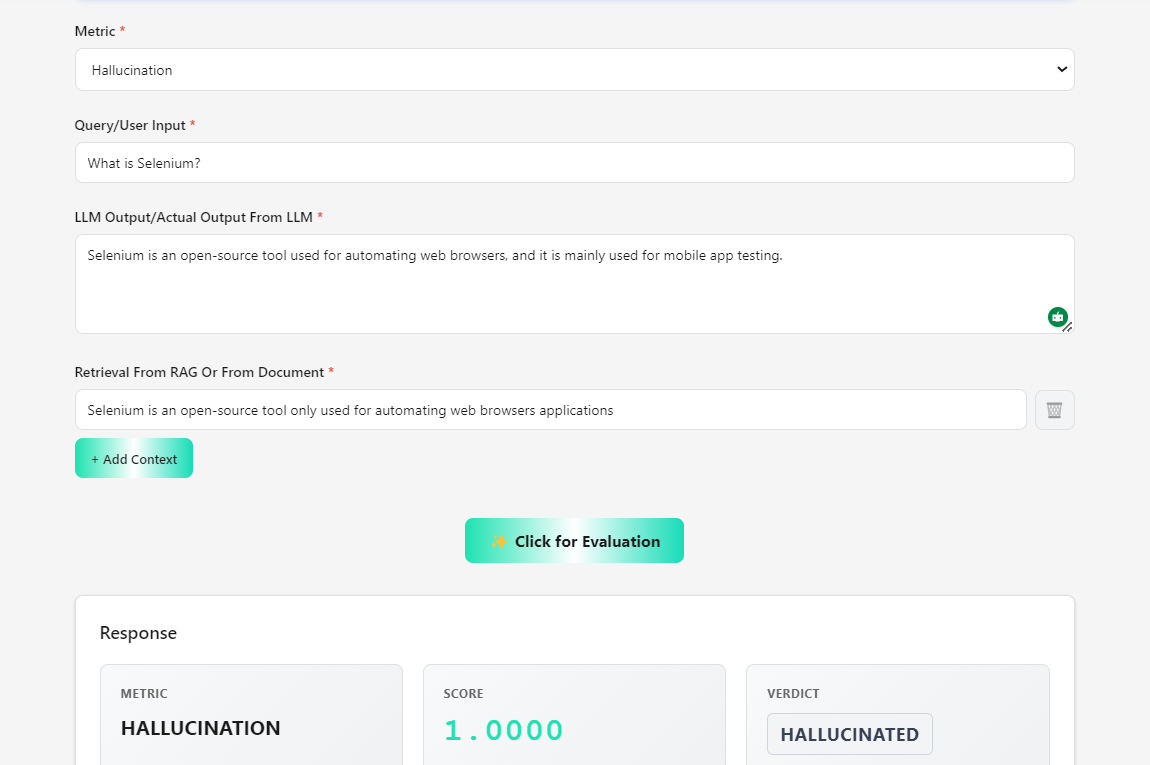 Metric *
Hallucination
Query/User Input *
What is Selenium?
LLM Output/Actual Output From LLM *
Selenium is an open-source tool used for automating web browsers, and it is mainly used for mobile app testing.
Retrieval From RAG Or From Document *
Selenium is an open-source tool only used for automating web browsers applications
+ Add Context
✨ Click for Evaluation
Response
METRIC
HALLUCINATION
SCORE
1.0000
VERDICT
HALLUCINATED